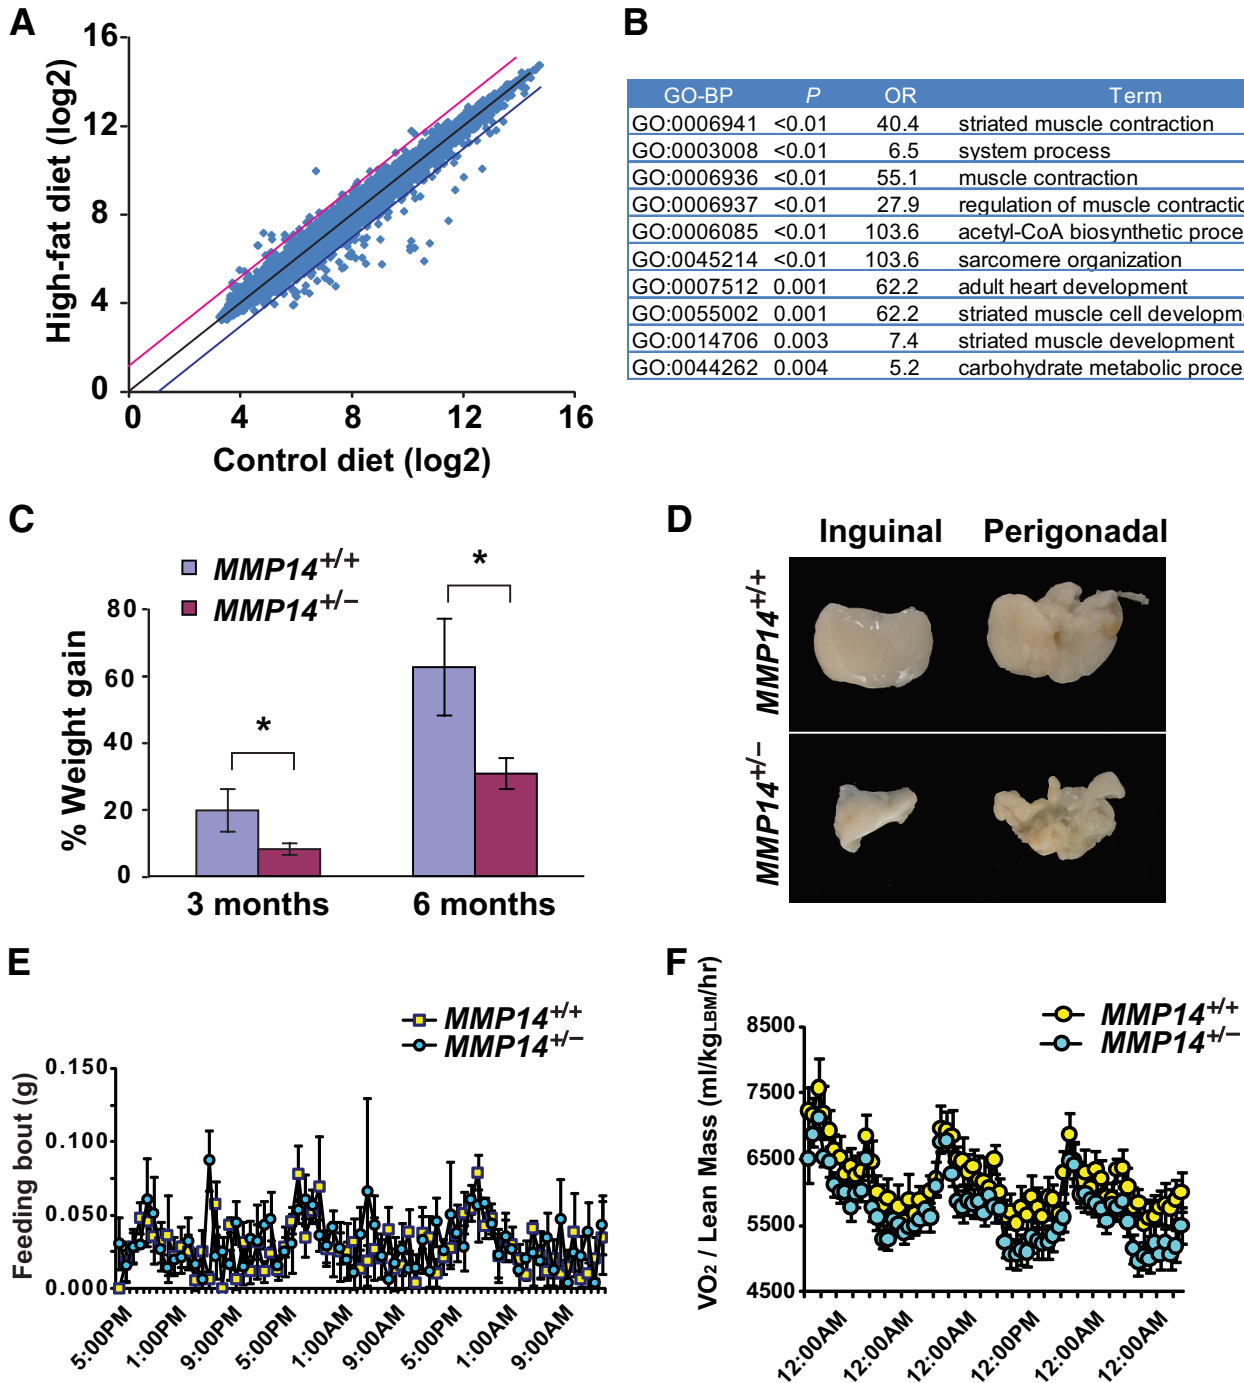 A
16
12
8
4
0
High-fat diet (log2)
0 4 8 12 16
Control diet (log2)
B
GO-BP P OR Term
GO:0006941 <0.01 40.4 striated muscle contraction
GO:0003008 <0.01 6.5 system process
GO:0006936 <0.01 55.1 muscle contraction
GO:0006937 <0.01 27.9 regulation of muscle contractio
GO:0006085 <0.01 103.6 acetyl-CoA biosynthetic proce
GO:0045214 <0.01 103.6 sarcomere organization
GO:0007512 0.001 62.2 adult heart development
GO:0055002 0.001 62.2 striated muscle cell developm
GO:0014706 0.003 7.4 striated muscle development
GO:0044262 0.004 5.2 carbohydrate metabolic proce
C
MMP14+/+
MMP14+/−
80
60
40
20
0
% Weight gain
*
*
3 months 6 months
D
Inguinal Perigonadal
MMP14+/+
MMP14+/−
E
MMP14+/+
MMP14+/−
0.150
0.100
0.050
0.000
Feeding bout (g)
5:00PM 1:00PM 9:00PM 5:00PM 1:00AM 9:00AM 5:00PM 1:00AM 9:00AM
F
MMP14+/+
MMP14+/−
8500
7500
6500
5500
4500
VO2 / Lean Mass (ml/kgLBM/hr)
12:00AM 12:00AM 12:00AM 12:00PM 12:00AM 12:00AM